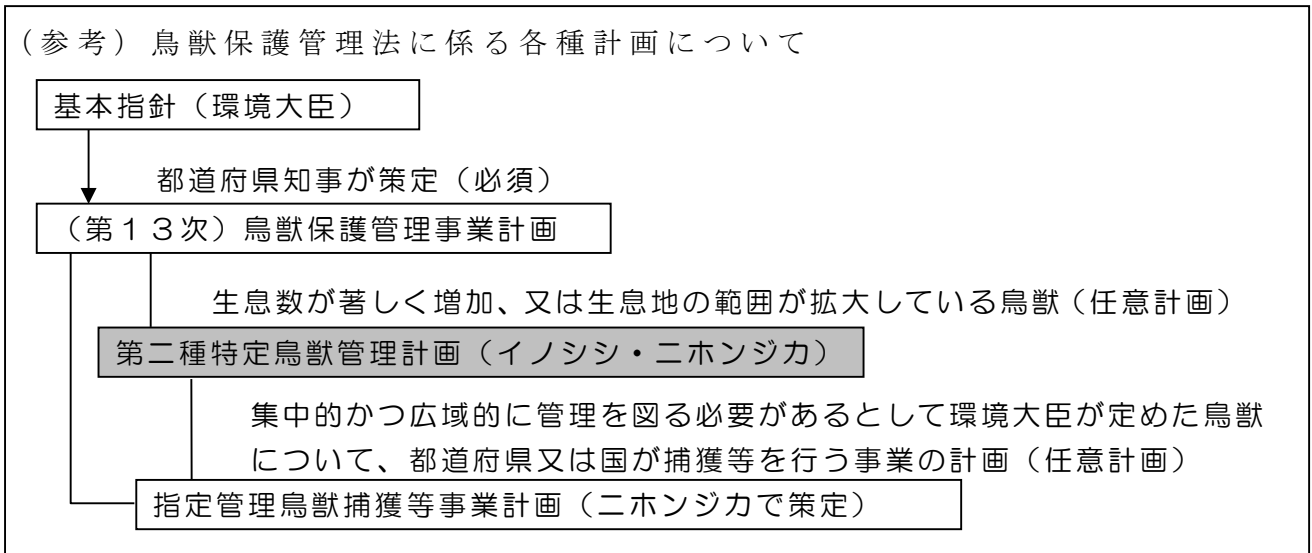 （参考）鳥獣保護管理法に係る各種計画について
基本指針（環境大臣）
都道府県知事が策定（必須）
（第１３次）鳥獣保護管理事業計画
生息数が著しく増加、又は生息地の範囲が拡大している鳥獣（任意計画）
第二種特定鳥獣管理計画（イノシシ・ニホンジカ）
集中的かつ広域的に管理を図る必要があるとして環境大臣が定めた鳥獣
について、都道府県又は国が捕獲等を行う事業の計画（任意計画）
指定管理鳥獣捕獲等事業計画（ニホンジカで策定）